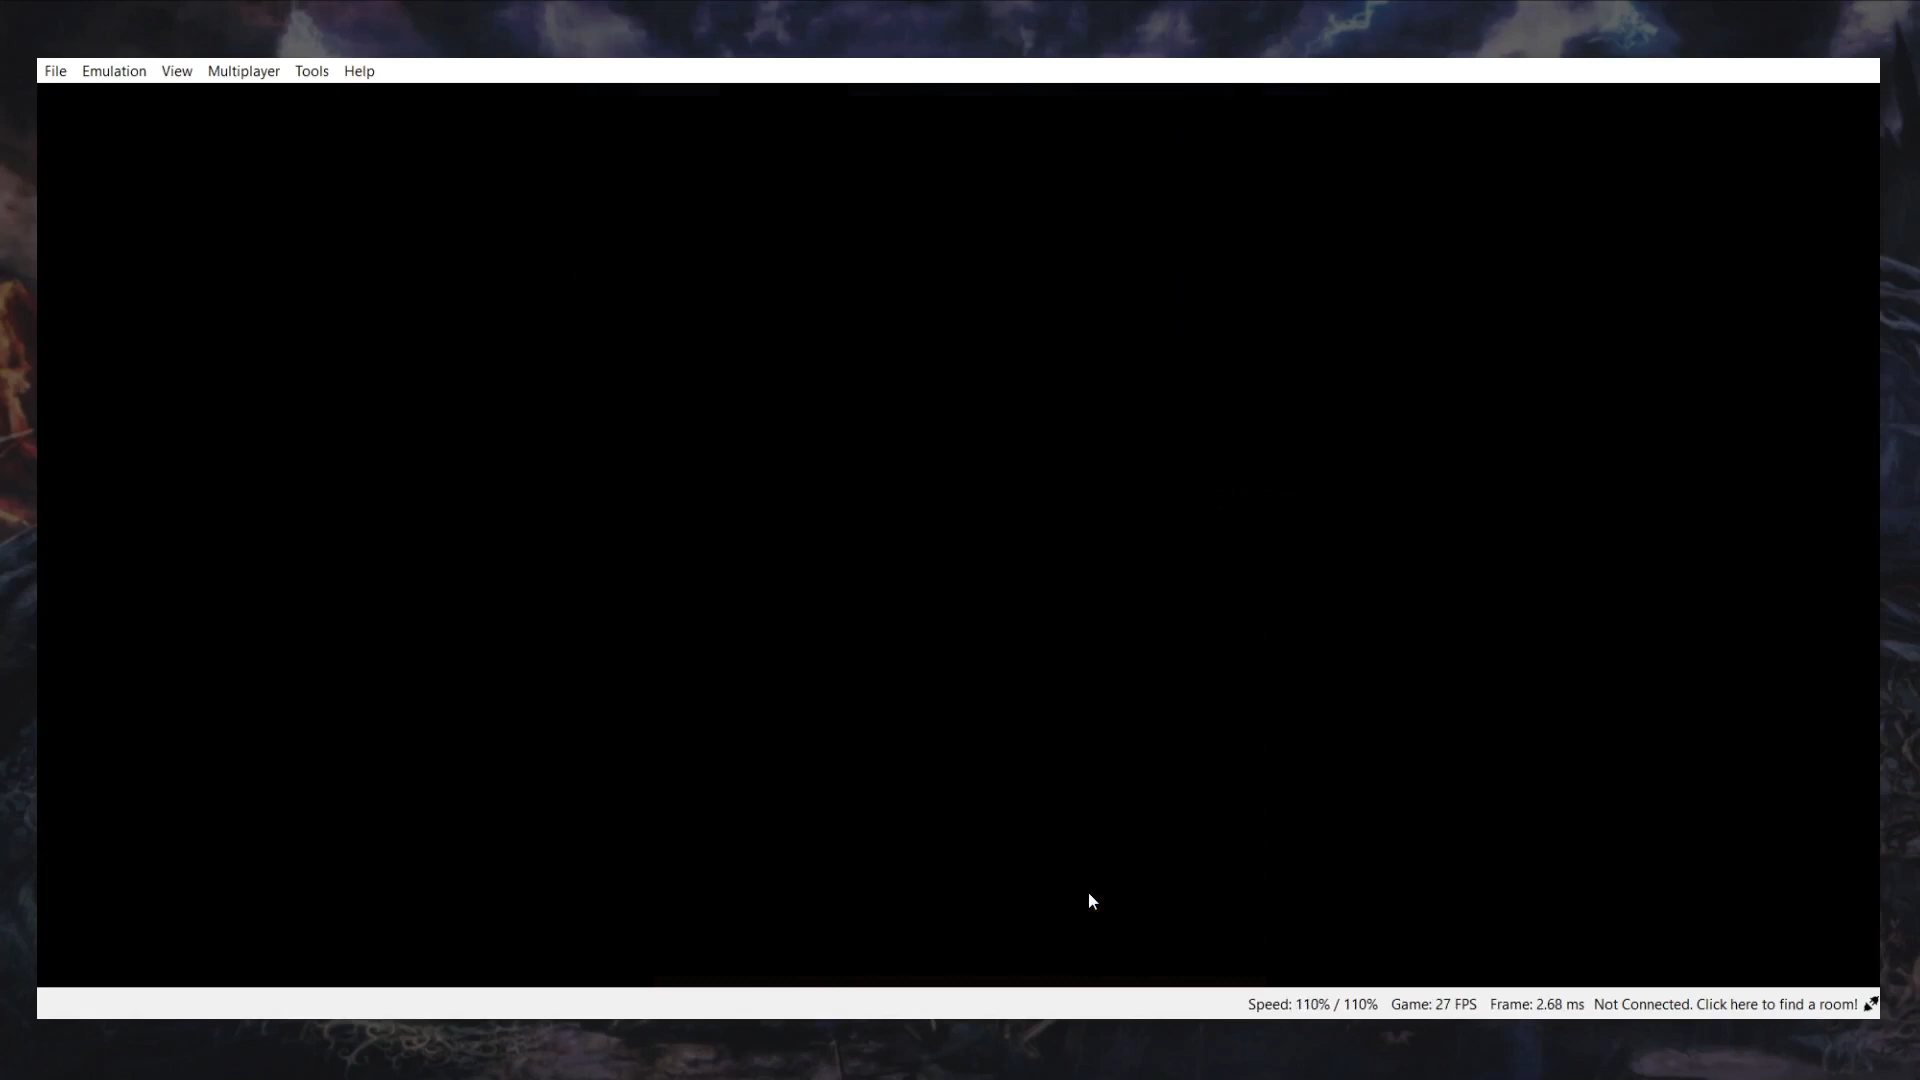 File Emulation View Multiplayer Tools Help
Speed: 110% / 110% Game: 27 FPS Frame: 2.68 ms Not Connected. Click here to find a room!